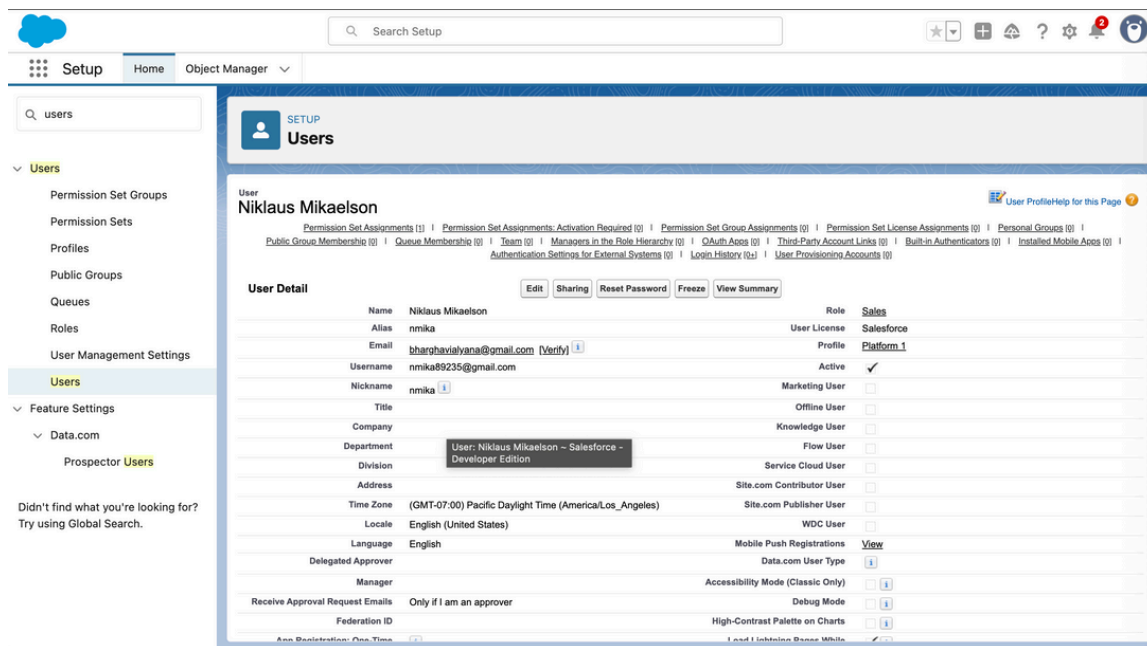 Search Setup
2
Setup
Home
Object Manager
users
SETUP
Users
Users
Permission Set Groups
Permission Sets
Profiles
Public Groups
Queues
Roles
User Management Settings
Users
Feature Settings
Data.com
Prospector Users
Didn't find what you're looking for?
Try using Global Search.
User
Niklaus Mikaelson
User Profile Help for this Page
Permission Set Assignments [1] | Permission Set Assignments: Activation Required [0] | Permission Set Group Assignments [0] | Permission Set License Assignments [0] | Personal Groups [0] |
Public Group Membership [0] | Queue Membership [0] | Team [0] | Managers in the Role Hierarchy [0] | OAuth Apps [0] | Third-Party Account Links [0] | Built-in Authenticators [0] | Installed Mobile Apps [0] |
Authentication Settings for External Systems [0] | Login History [0+] | User Provisioning Accounts [0]
User Detail
Edit Sharing Reset Password Freeze View Summary
Name Niklaus Mikaelson Role Sales
Alias nmika User License Salesforce
Email bharghavialyana@gmail.com [Verify] i Profile Platform 1
Username nmika89235@gmail.com Active ✓
Nickname nmika i Marketing User
Title Offline User
Company Knowledge User
Department Flow User
User: Niklaus Mikaelson ~ Salesforce -
Developer Edition
Division Service Cloud User
Address Site.com Contributor User
Time Zone (GMT-07:00) Pacific Daylight Time (America/Los_Angeles) Site.com Publisher User
Locale English (United States) WDC User
Language English Mobile Push Registrations View
Delegated Approver Data.com User Type i
Manager Accessibility Mode (Classic Only) i
Receive Approval Request Emails Only if I am an approver Debug Mode i
Federation ID High-Contrast Palette on Charts i
App Registration: One-Time Load Lightning Pages While